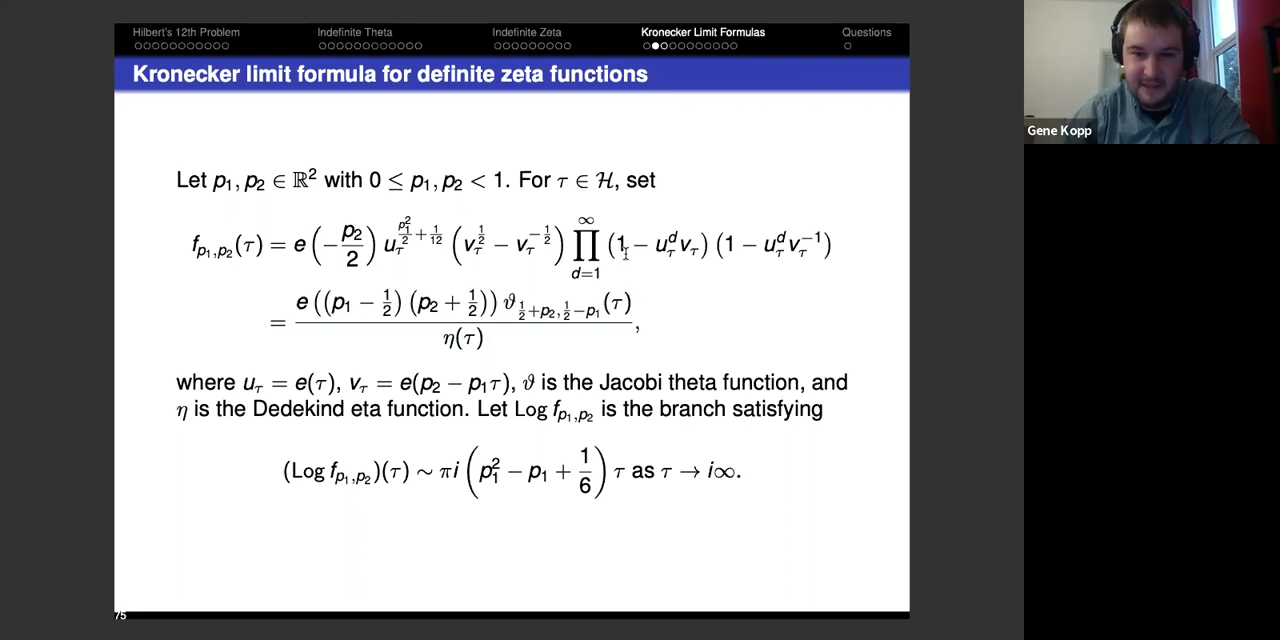 Hilbert's 12th Problem Indefinite Theta Indefinite Zeta Kronecker Limit Formulas Questions
Kronecker limit formula for definite zeta functions
Let p₁, p₂ ∈ ℝ² with 0 ≤ p₁, p₂ < 1. For τ ∈ ℋ, set
f_{p₁,p₂}(τ) = e(−p₂/2) u_τ^{p₁²/2 + 1/12} (v_τ^{1/2} − v_τ^{−1/2}) ∏_{d=1}^{∞} (1 − u_τ^d v_τ) (1 − u_τ^d v_τ^{−1})
= e((p₁ − 1/2)(p₂ + 1/2)) ϑ_{1/2+p₂, 1/2−p₁}(τ) / η(τ),
where u_τ = e(τ), v_τ = e(p₂ − p₁τ), ϑ is the Jacobi theta function, and
η is the Dedekind eta function. Let Log f_{p₁,p₂} is the branch satisfying
(Log f_{p₁,p₂})(τ) ∼ πi (p₁² − p₁ + 1/6) τ as τ → i∞.
75
Gene Kopp